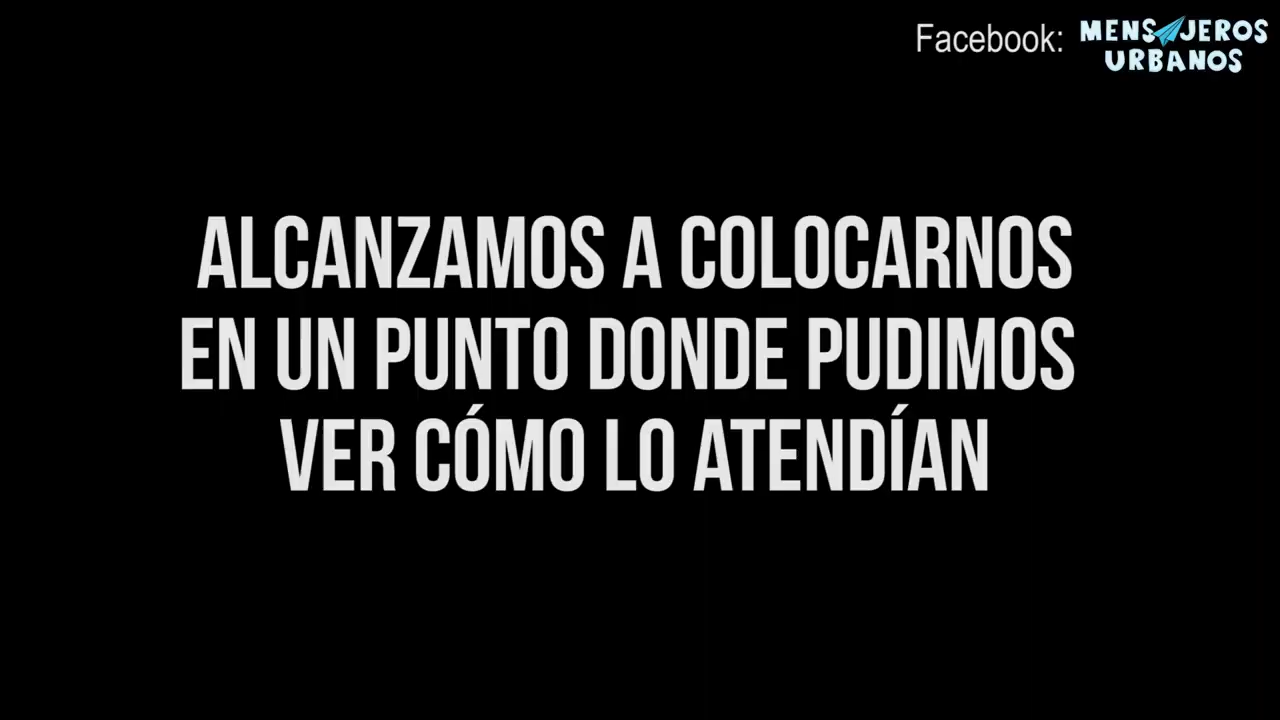 Facebook: MENSAJEROS
URBANOS
ALCANZAMOS A COLOCARNOS
EN UN PUNTO DONDE PUDIMOS
VER CÓMO LO ATENDÍAN